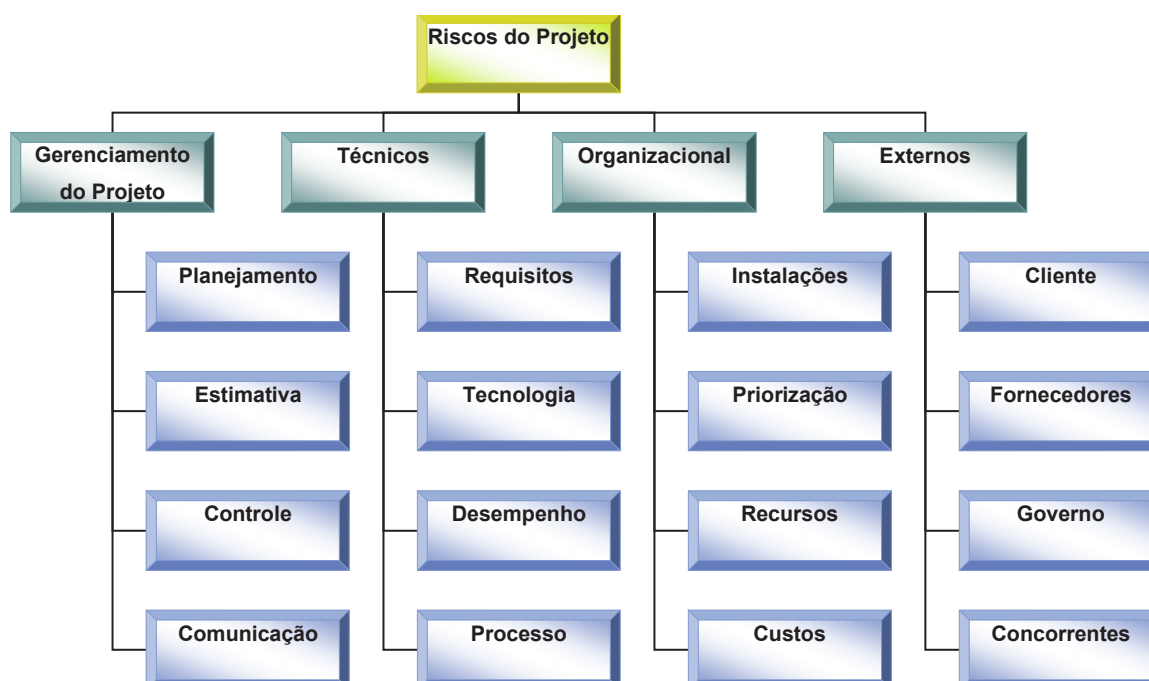 Riscos do Projeto
Gerenciamento
do Projeto
Técnicos
Organizacional
Externos
Planejamento
Requisitos
Instalações
Cliente
Estimativa
Tecnologia
Priorização
Fornecedores
Controle
Desempenho
Recursos
Governo
Comunicação
Processo
Custos
Concorrentes